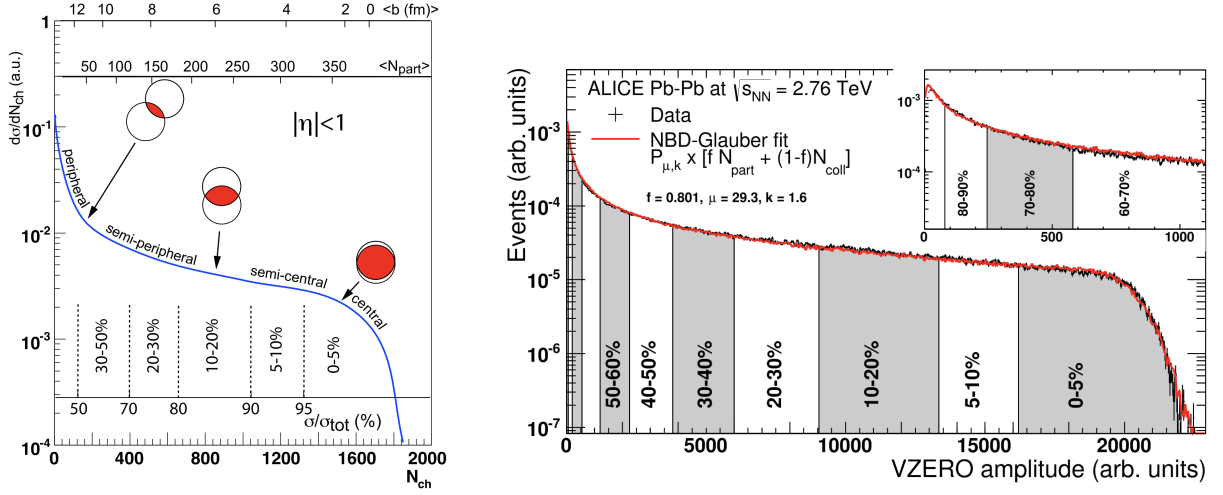 12 10 8 6 4 2 0 <b (fm)>
50 100 150 200 230 300 350 <Npart>
dσ/dNch (a.u.)
1
10-1
10-2
10-3
10-4
|η|<1
peripheral
semi-peripheral
semi-central
central
30-50%
20-30%
10-20%
5-10%
0-5%
50 70 80 90 95
σ/σtot (%)
0 400 800 1200 1600 2000
Nch
Events (arb. units)
10-3
10-4
10-5
10-6
10-7
ALICE Pb-Pb at √sNN = 2.76 TeV
Data
NBD-Glauber fit
Pμ,k x [f Npart + (1-f)Ncoll]
f = 0.801, μ = 29.3, k = 1.6
50-60%
40-50%
30-40%
20-30%
10-20%
5-10%
0-5%
0 5000 10000 15000 20000
VZERO amplitude (arb. units)
10-3
10-4
80-90%
70-80%
60-70%
0 500 1000